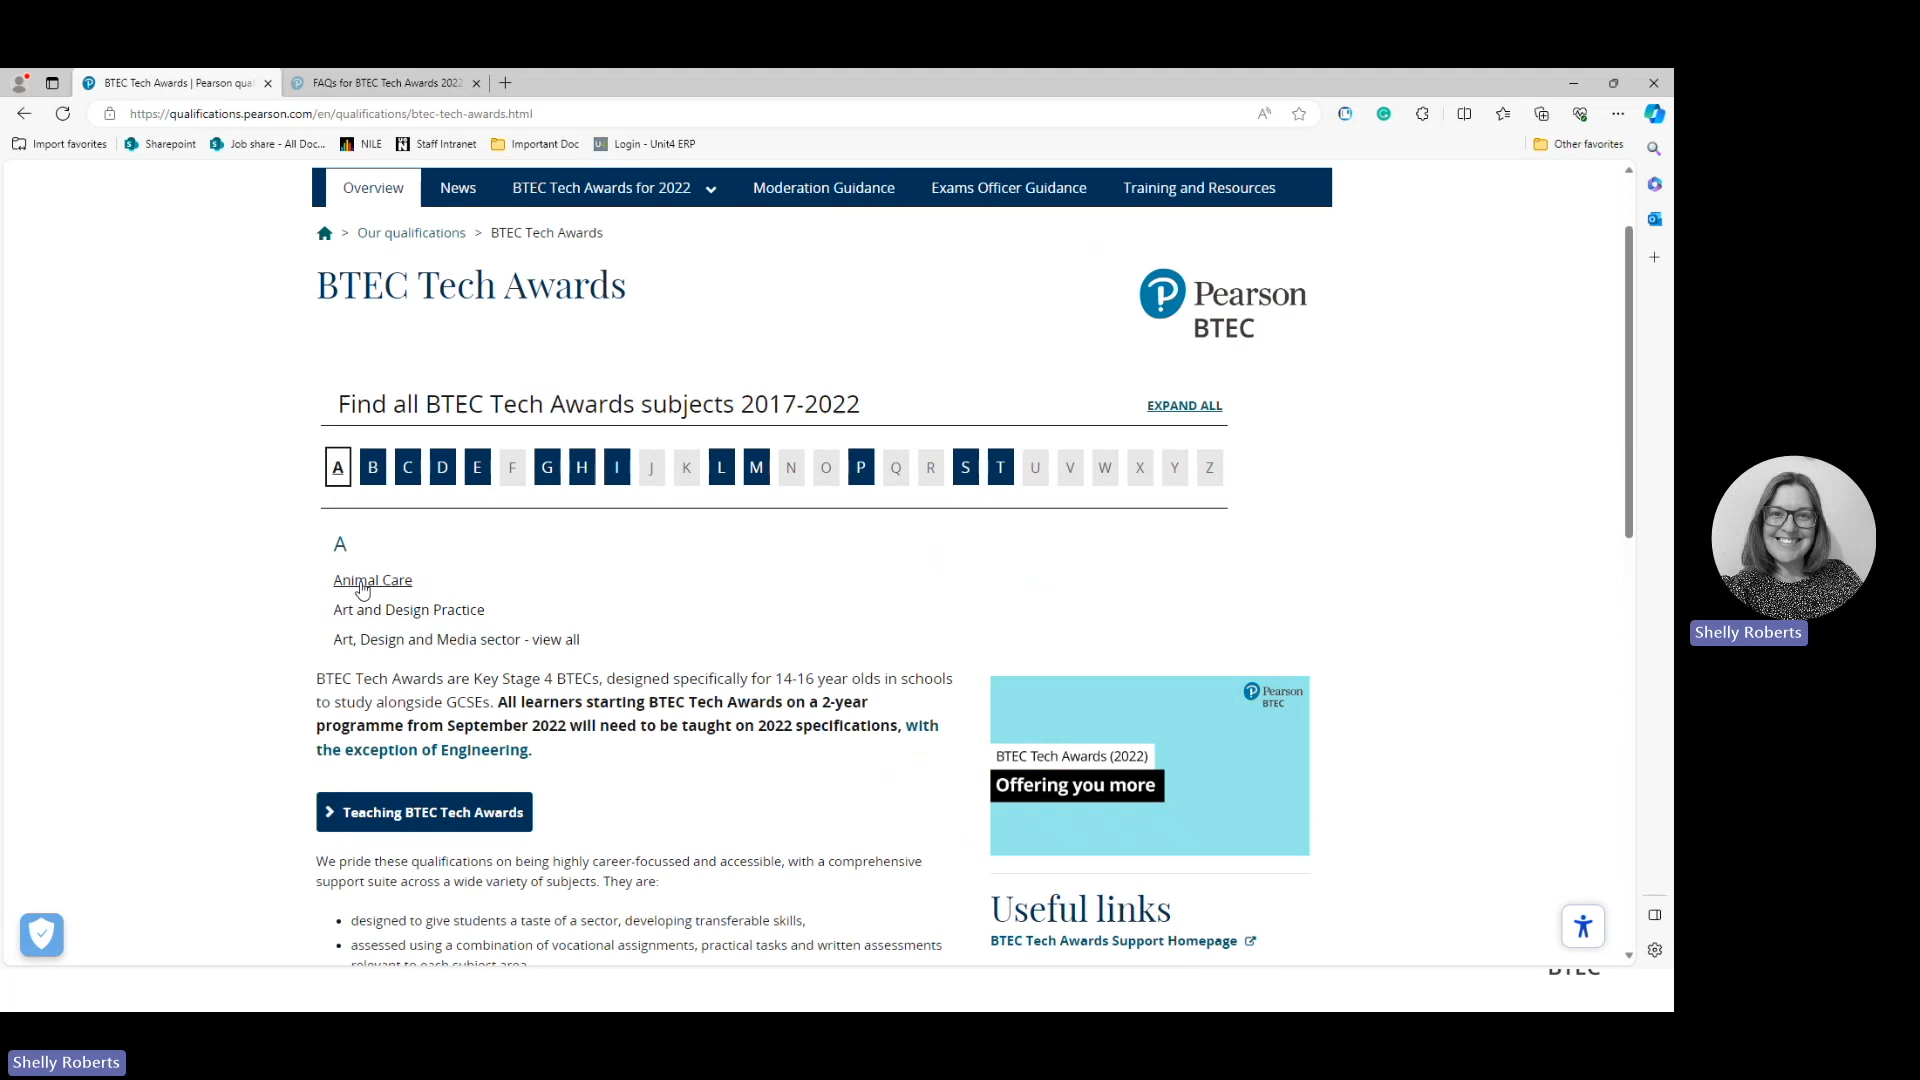 BTEC Tech Awards | Pearson qua
FAQs for BTEC Tech Awards 2022
https://qualifications.pearson.com/en/qualifications/btec-tech-awards.html
Import favorites
Sharepoint
Job share - All Doc...
NILE
Staff Intranet
Important Doc
Login - Unit4 ERP
Other favorites
Overview
News
BTEC Tech Awards for 2022
Moderation Guidance
Exams Officer Guidance
Training and Resources
> Our qualifications > BTEC Tech Awards
BTEC Tech Awards
Pearson
BTEC
Find all BTEC Tech Awards subjects 2017-2022
EXPAND ALL
A B C D E F G H I J K L M N O P Q R S T U V W X Y Z
A
Animal Care
Art and Design Practice
Art, Design and Media sector - view all
BTEC Tech Awards are Key Stage 4 BTECs, designed specifically for 14-16 year olds in schools
to study alongside GCSEs. All learners starting BTEC Tech Awards on a 2-year
programme from September 2022 will need to be taught on 2022 specifications, with
the exception of Engineering.
Teaching BTEC Tech Awards
We pride these qualifications on being highly career-focussed and accessible, with a comprehensive
support suite across a wide variety of subjects. They are:
• designed to give students a taste of a sector, developing transferable skills,
• assessed using a combination of vocational assignments, practical tasks and written assessments
relevant to each subject area
Pearson
BTEC
BTEC Tech Awards (2022)
Offering you more
Useful links
BTEC Tech Awards Support Homepage
BTEC
Shelly Roberts
Shelly Roberts